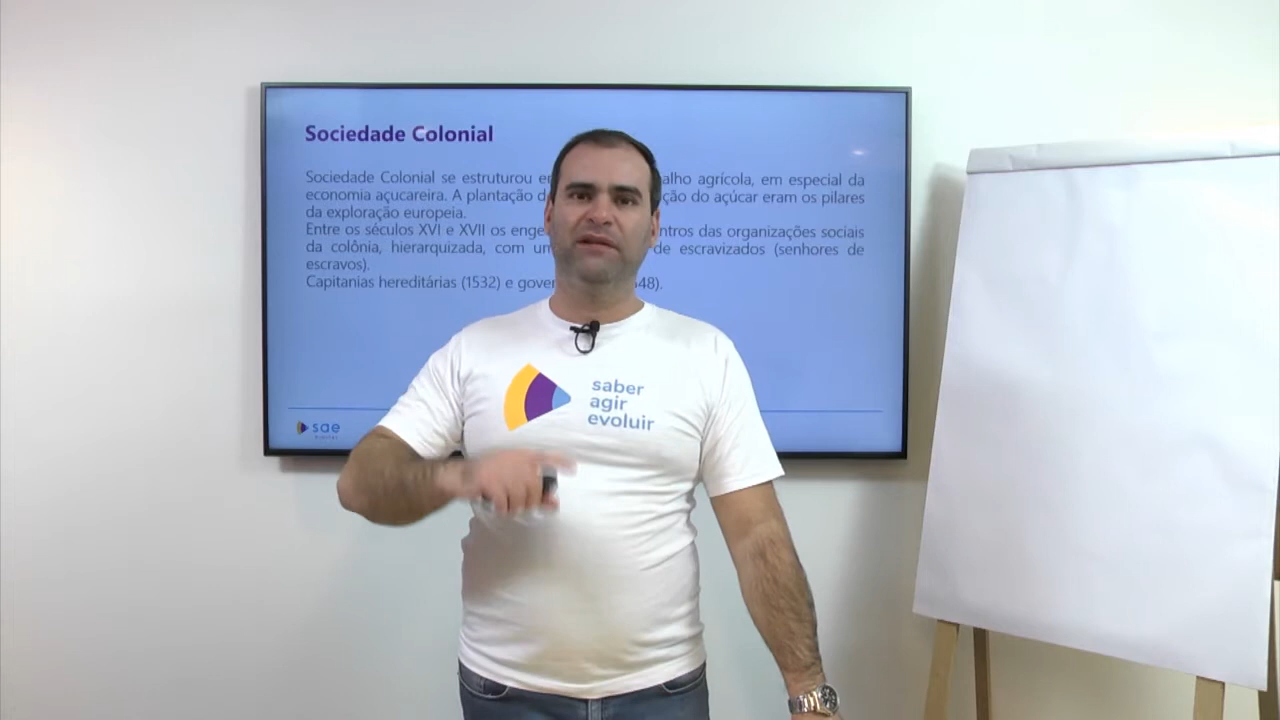 Sociedade Colonial
Sociedade Colonial se estruturou alho agrícola, em especial da
economia açucareira. A plantação ção do açúcar eram os pilares
da exploração europeia.
Entre os séculos XVI e XVII os enge ntros das organizações sociais
da colônia, hierarquizada, com um de escravizados (senhores de
escravos).
Capitanias hereditárias (1532) e gover 48).
saber
agir
evoluir
sae